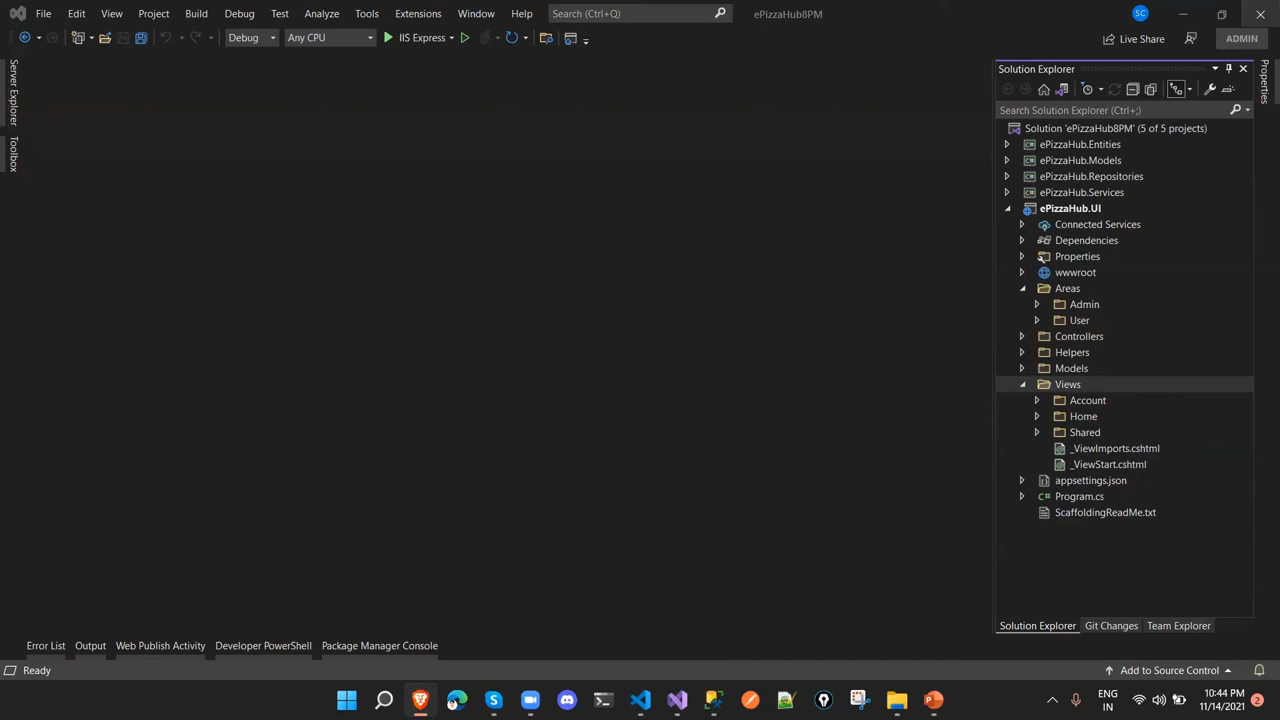 File Edit View Project Build Debug Test Analyze Tools Extensions Window Help Search (Ctrl+Q) ePizzaHub8PM SC
Debug Any CPU IIS Express Live Share ADMIN
Server Explorer
Toolbox
Solution Explorer
Search Solution Explorer (Ctrl+;)
Solution 'ePizzaHub8PM' (5 of 5 projects)
ePizzaHub.Entities
ePizzaHub.Models
ePizzaHub.Repositories
ePizzaHub.Services
ePizzaHub.UI
Connected Services
Dependencies
Properties
wwwroot
Areas
Admin
User
Controllers
Helpers
Models
Views
Account
Home
Shared
_ViewImports.cshtml
_ViewStart.cshtml
appsettings.json
C# Program.cs
ScaffoldingReadMe.txt
Properties
Solution Explorer Git Changes Team Explorer
Error List Output Web Publish Activity Developer PowerShell Package Manager Console
Ready Add to Source Control
ENG
IN
10:44 PM
11/14/2021
2